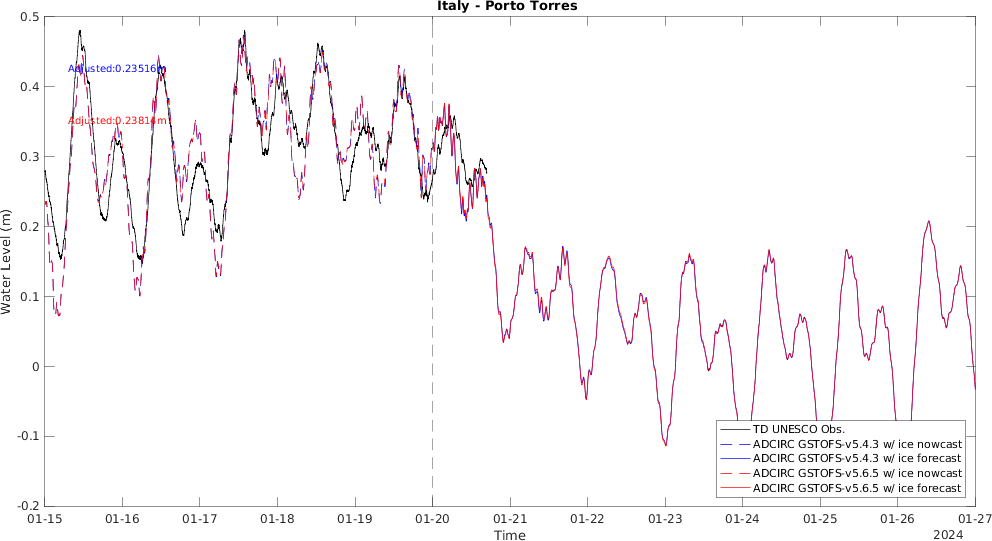 Italy - Porto Torres
0.5
0.4
0.3
0.2
0.1
0
-0.1
-0.2
Water Level (m)
Adjusted:0.23516m
Adjusted:0.23814m
TD UNESCO Obs.
ADCIRC GSTOFS-v5.4.3 w/ ice nowcast
ADCIRC GSTOFS-v5.4.3 w/ ice forecast
ADCIRC GSTOFS-v5.6.5 w/ ice nowcast
ADCIRC GSTOFS-v5.6.5 w/ ice forecast
01-15 01-16 01-17 01-18 01-19 01-20 01-21 01-22 01-23 01-24 01-25 01-26 01-27
Time
2024